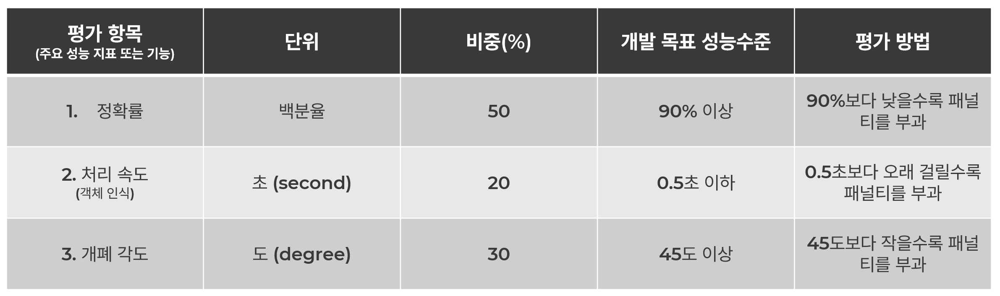 평가 항목
(주요 성능 지표 또는 기능)
단위
비중(%)
개발 목표 성능수준
평가 방법
1. 정확률
백분율
50
90% 이상
90%보다 낮을수록 패널
티를 부과
2. 처리 속도
(객체 인식)
초 (second)
20
0.5초 이하
0.5초보다 오래 걸릴수록
패널티를 부과
3. 개폐 각도
도 (degree)
30
45도 이상
45도보다 작을수록 패널
티를 부과